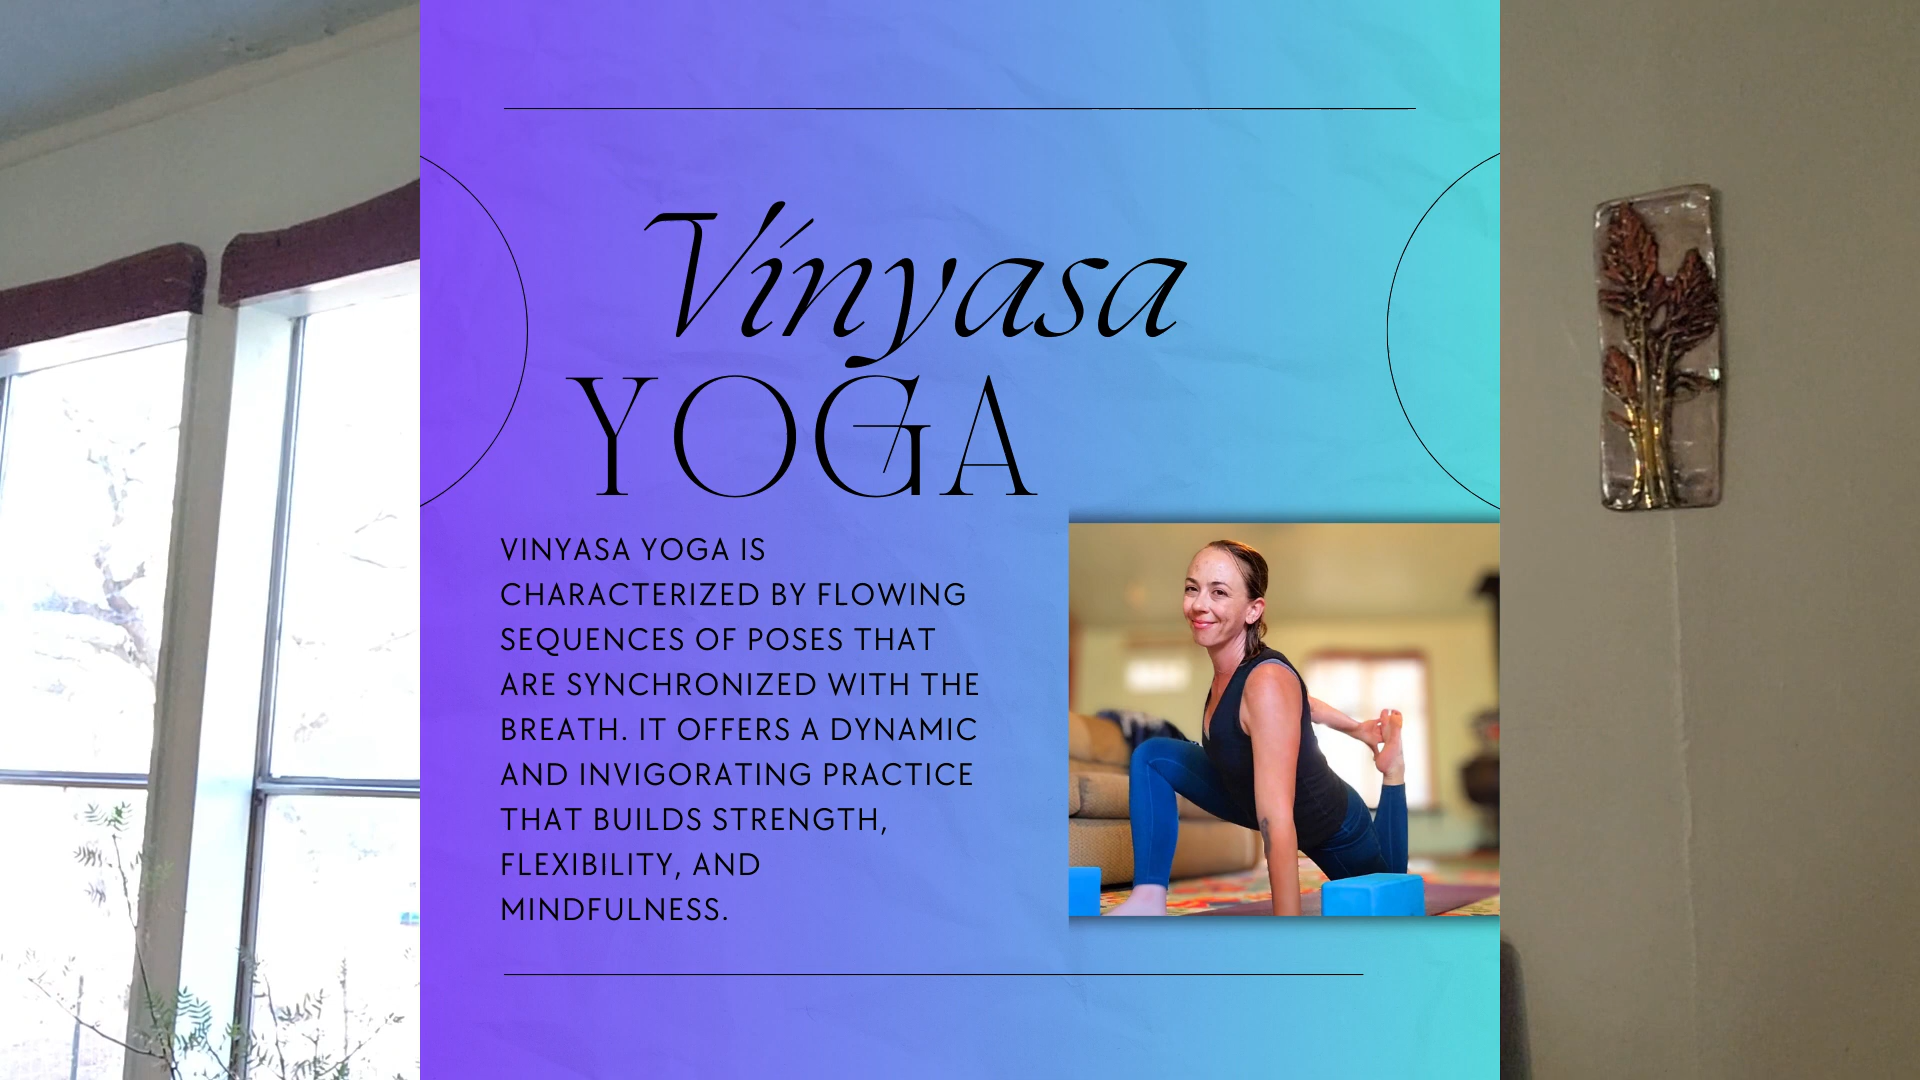 Vinyasa
YOGA
VINYASA YOGA IS
CHARACTERIZED BY FLOWING
SEQUENCES OF POSES THAT
ARE SYNCHRONIZED WITH THE
BREATH. IT OFFERS A DYNAMIC
AND INVIGORATING PRACTICE
THAT BUILDS STRENGTH,
FLEXIBILITY, AND
MINDFULNESS.